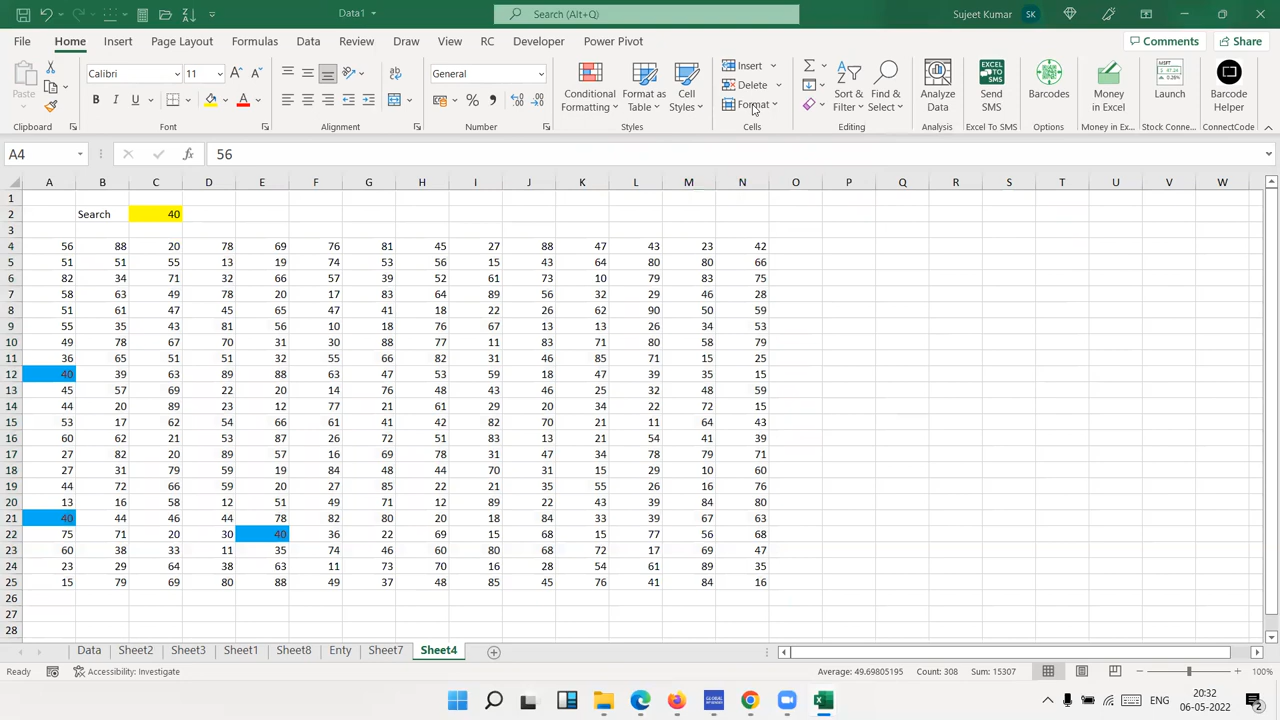 Data1
Search (Alt+Q)
Sujeet Kumar SK
File Home Insert Page Layout Formulas Data Review View Automate Draw RC Developer Power Pivot
Comments Share
Paste
Calibri 11
B I U
General
Conditional Formatting
Format as Table
Cell Styles
Insert
Delete
Format
Sort & Filter
Find & Select
Analyze Data
Send SMS
Barcodes
Money in Excel
Launch
Barcode Helper
Clipboard Font Alignment Number Styles Cells Editing Analysis Excel To SMS Options Money in Ex... Stock Conne... ConnectCode
A4 fx 56
A B C D E F G H I J K L M N O P Q R S T U V W
1
2 Search 40
3
4 56 88 20 78 69 76 81 45 27 88 47 43 23 42
5 51 51 55 13 19 74 53 56 15 43 64 80 80 66
6 82 34 71 32 66 57 39 52 61 73 10 79 83 75
7 58 63 49 78 20 17 83 64 89 56 32 29 46 28
8 51 61 47 45 65 47 41 18 22 26 62 90 50 59
9 55 35 43 81 56 10 18 76 67 13 13 26 34 53
10 49 78 67 70 31 30 88 77 11 83 71 80 58 79
11 36 65 51 51 32 55 66 82 31 46 85 71 15 25
12 40 39 63 89 88 63 47 53 59 18 47 39 35 15
13 45 57 69 22 20 14 76 48 43 46 25 32 48 59
14 44 20 89 23 12 77 21 61 29 20 34 22 72 15
15 53 17 62 54 66 61 41 42 82 70 21 11 64 43
16 60 62 21 53 87 26 72 51 83 13 21 54 41 39
17 27 82 20 89 57 16 69 78 31 47 34 78 79 71
18 27 31 79 59 19 84 48 44 70 31 15 29 10 60
19 44 72 66 59 20 27 85 22 21 35 55 26 16 76
20 13 16 58 12 51 49 71 12 89 22 43 39 84 80
21 40 44 46 44 78 82 80 20 18 84 33 39 67 63
22 75 71 20 30 40 36 22 69 15 68 15 77 56 68
23 60 38 33 11 35 74 46 60 80 68 72 17 69 47
24 23 29 64 38 63 11 73 70 16 28 54 61 89 35
25 15 79 69 80 88 49 37 48 85 45 76 41 84 16
26
27
28
Data Sheet2 Sheet3 Sheet1 Sheet8 Enty Sheet7 Sheet4
Ready Accessibility: Investigate Average: 49.69805195 Count: 308 Sum: 15307 100%
ENG 20:32
06-05-2022 2